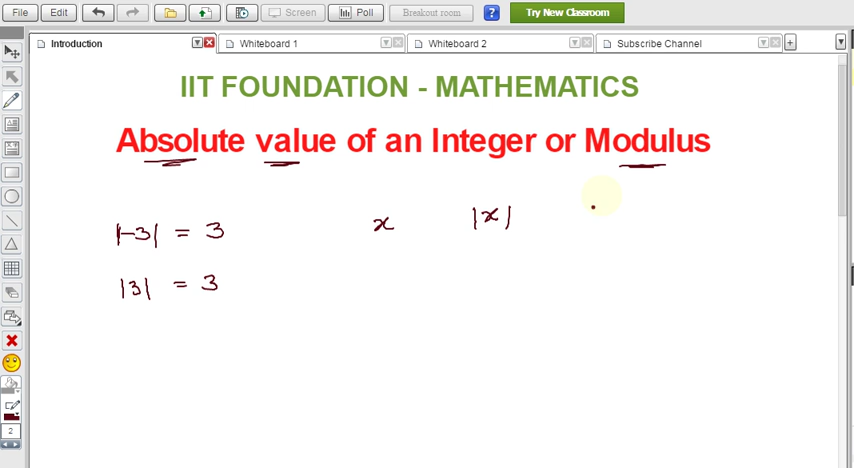 File Edit Screen Poll Breakout room ? Try New Classroom
Introduction Whiteboard 1 Whiteboard 2 Subscribe Channel
IIT FOUNDATION - MATHEMATICS
Absolute value of an Integer or Modulus
|-3| = 3 x |x|
|3| = 3
2